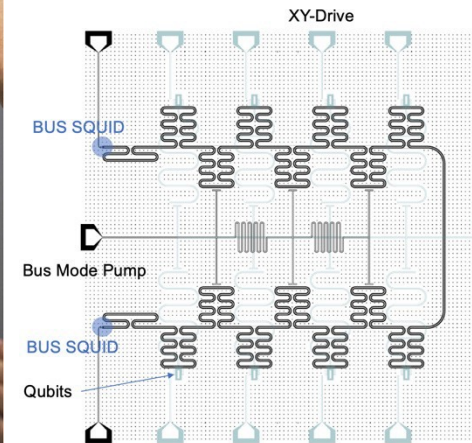 XY-Drive
BUS SQUID
Bus Mode Pump
BUS SQUID
Qubits